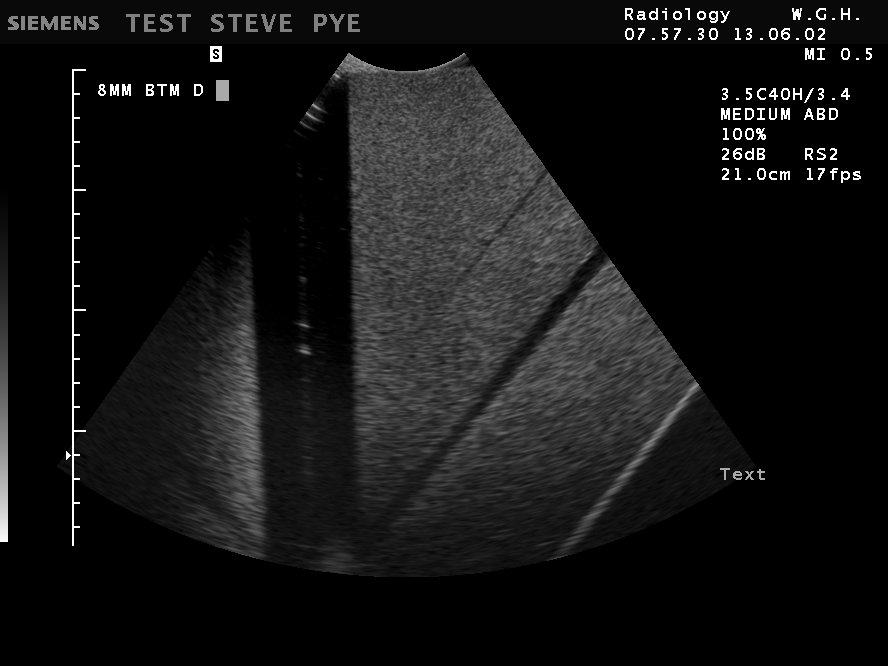 SIEMENS TEST STEVE PYE
Radiology W.G.H.
07.57.30 13.06.02
S
MI 0.5
8MM BTM D
3.5C40H/3.4
MEDIUM ABD
100%
26dB RS2
21.0cm 17fps
Text